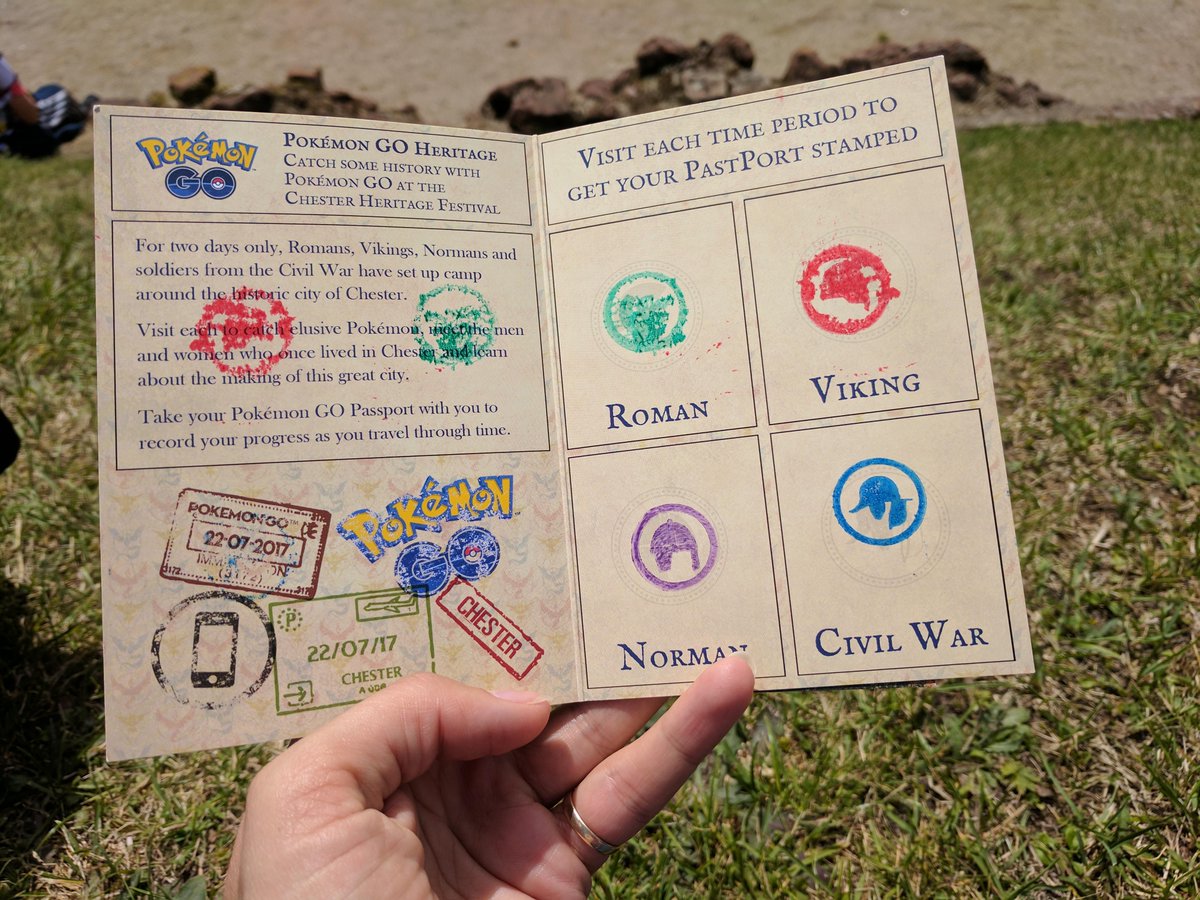 POKéMON
GO
POKÉMON GO HERITAGE
CATCH SOME HISTORY WITH
POKÉMON GO AT THE
CHESTER HERITAGE FESTIVAL
For two days only, Romans, Vikings, Normans and
soldiers from the Civil War have set up camp
around the historic city of Chester.
Visit each to catch elusive Pokémon, meet the men
and women who once lived in Chester and learn
about the making of this great city.
Take your Pokémon GO Passport with you to
record your progress as you travel through time.
POKEMON GO™
22-07-2017
(3172)
3172
317
POKéMON
GO
P
22/07/17
CHESTER
CHESTER
VISIT EACH TIME PERIOD TO
GET YOUR PASTPORT STAMPED
ROMAN
VIKING
NORMAN
CIVIL WAR